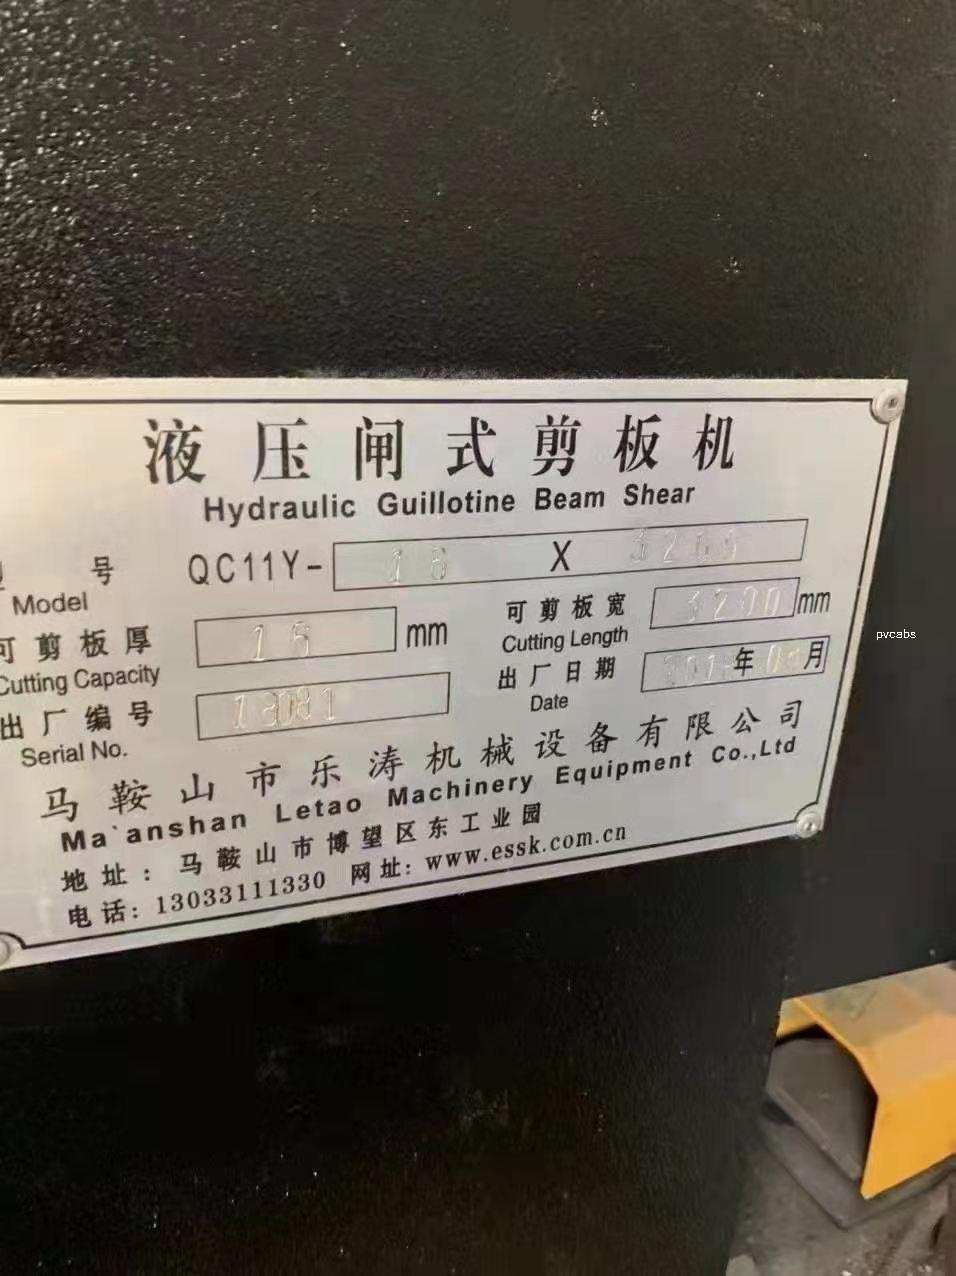 液压闸式剪板机
Hydraulic Guillotine Beam Shear
号 QC11Y- 18 X 3200
Model
可剪板厚 18 mm 可剪板宽 3200 mm
Cutting Capacity Cutting Length
出厂编号 出厂日期 年 月
Serial No. Date
马鞍山市乐涛机械设备有限公司
Ma'anshan Letao Machinery Equipment Co.,Ltd
地址：马鞍山市博望区东工业园
电话：13033111330 网址：www.essk.com.cn
pvcabs